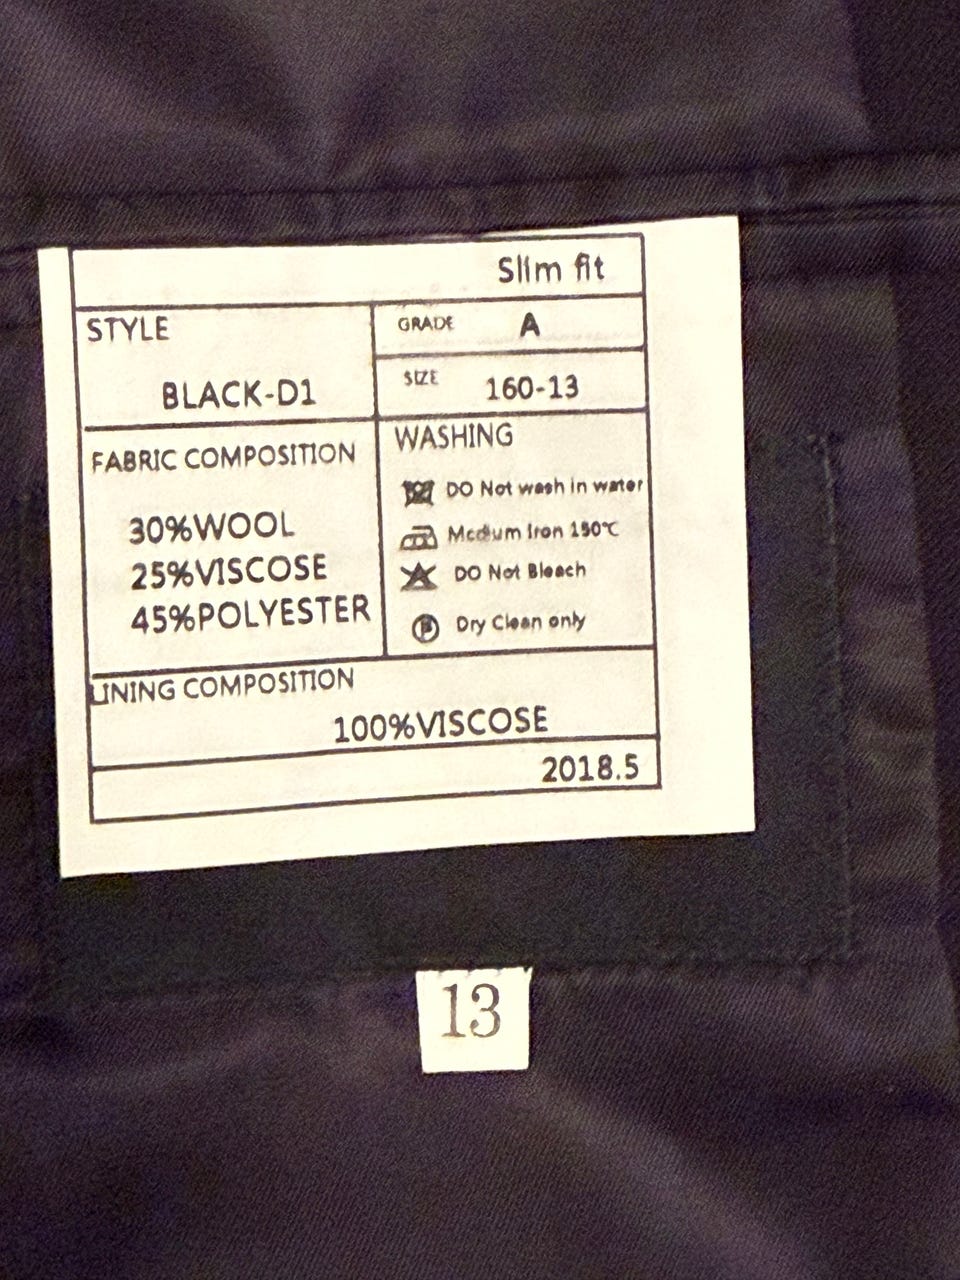 Slim fit
STYLE
BLACK-D1
GRADE A
SIZE 160-13
FABRIC COMPOSITION
30%WOOL
25%VISCOSE
45%POLYESTER
WASHING
DO Not wash in water
Medium Iron 150℃
DO Not Bleach
P Dry Clean only
LINING COMPOSITION
100%VISCOSE
2018.5
13